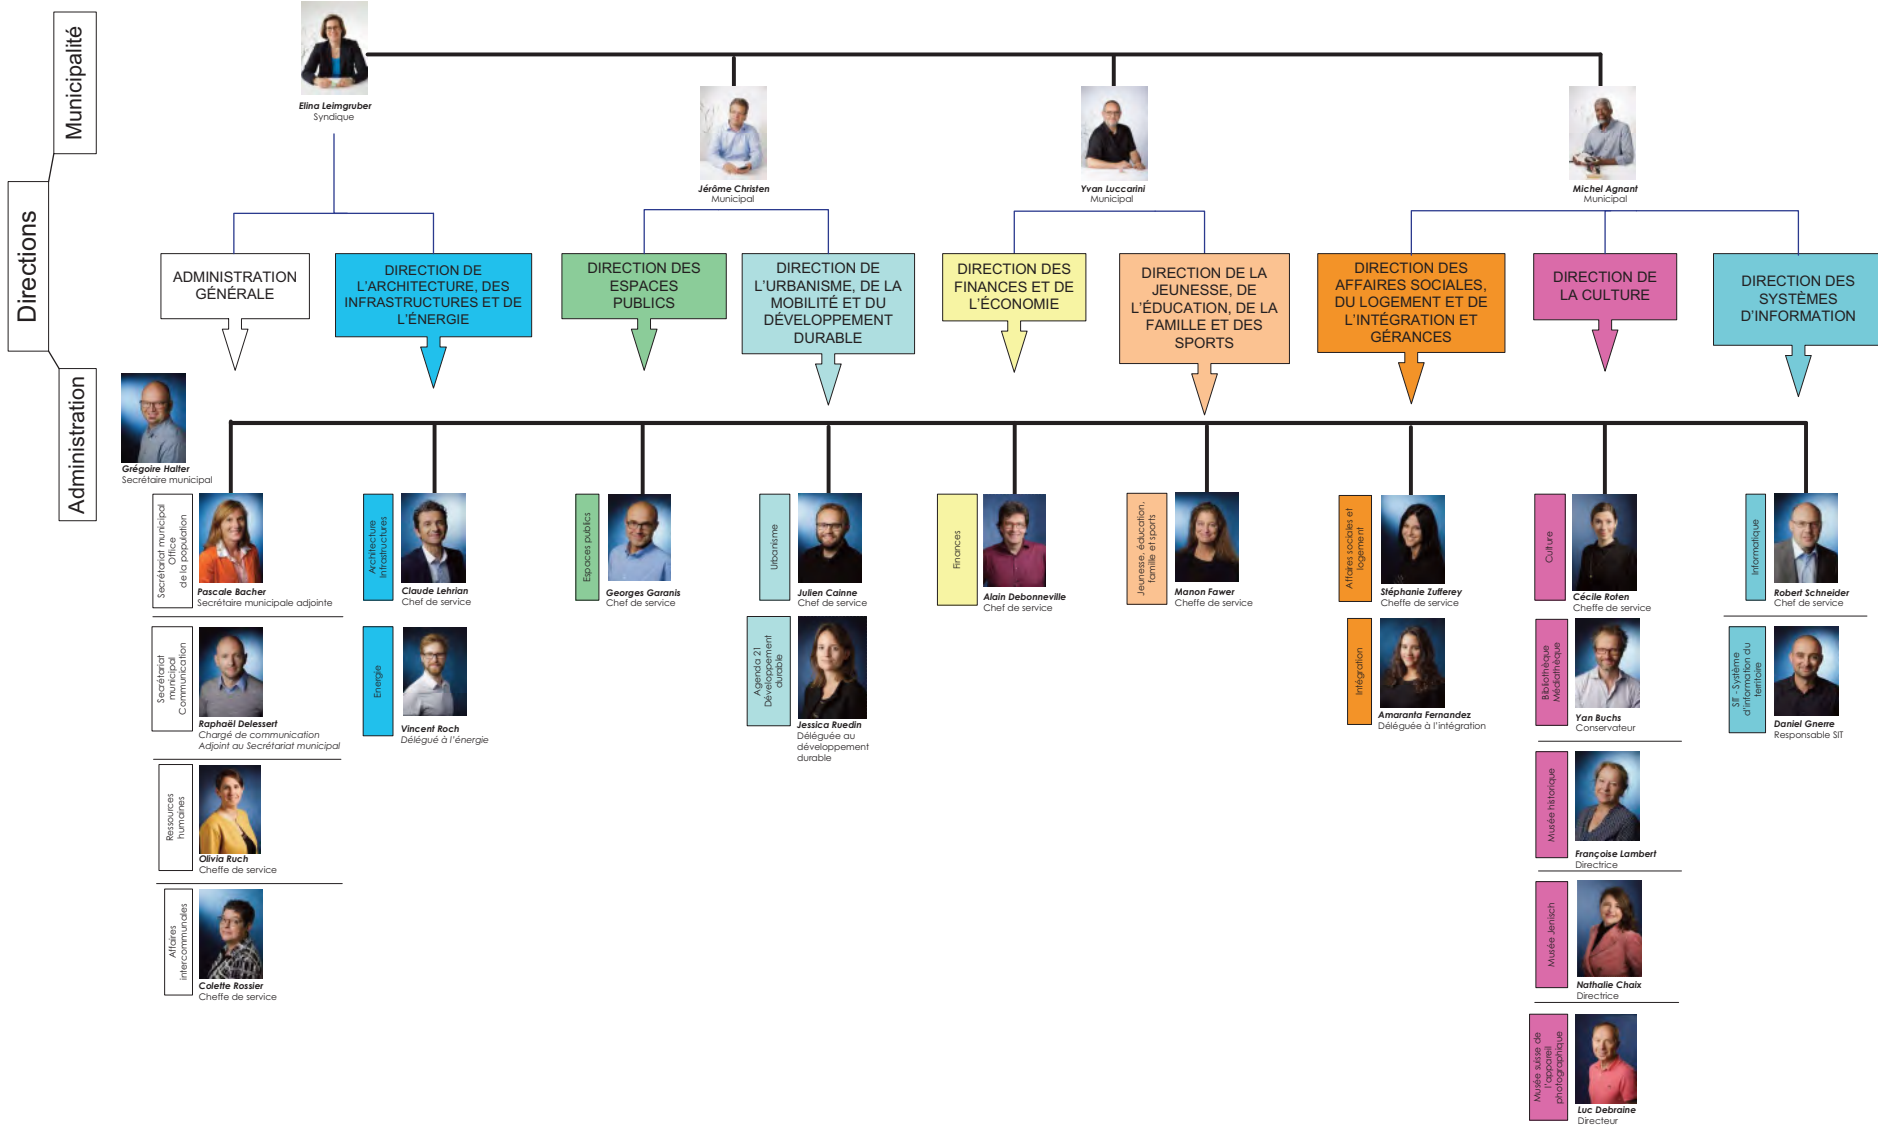 Municipalité
Directions
Administration
Elina Leimgruber
Syndique
Jérôme Christen
Municipal
Yvan Luccarini
Municipal
Michel Agnant
Municipal
ADMINISTRATION
GÉNÉRALE
DIRECTION DE
L'ARCHITECTURE, DES
INFRASTRUCTURES ET DE
L'ÉNERGIE
DIRECTION DES
ESPACES
PUBLICS
DIRECTION DE
L'URBANISME, DE LA
MOBILITÉ ET DU
DÉVELOPPEMENT
DURABLE
DIRECTION DES
FINANCES ET DE
L'ÉCONOMIE
DIRECTION DE LA
JEUNESSE, DE
L'ÉDUCATION, DE LA
FAMILLE ET DES
SPORTS
DIRECTION DES
AFFAIRES SOCIALES,
DU LOGEMENT ET DE
L'INTÉGRATION ET
GÉRANCES
DIRECTION DE
LA CULTURE
DIRECTION DES
SYSTÈMES
D'INFORMATION
Grégoire Halter
Secrétaire municipal
Secrétariat municipal
Office
de la population
Pascale Bacher
Secrétaire municipale adjointe
Secrétariat
municipal
Communication
Raphaël Delessert
Chargé de communication
Adjoint au Secrétariat municipal
Ressources
humaines
Olivia Ruch
Cheffe de service
Affaires
intercommunales
Colette Rossier
Cheffe de service
Architecture
Infrastructures
Claude Lehrian
Chef de service
Energie
Vincent Roch
Délégué à l'énergie
Espaces publics
Georges Garanis
Chef de service
Urbanisme
Julien Cainne
Chef de service
Agenda 21
Développement
durable
Jessica Ruedin
Déléguée au
développement
durable
Finances
Alain Debonneville
Chef de service
Jeunesse, éducation,
famille et sports
Manon Fawer
Cheffe de service
Affaires sociales et
logement
Stéphanie Zufferey
Cheffe de service
Intégration
Amaranta Fernandez
Déléguée à l'intégration
Culture
Cécile Roten
Cheffe de service
Bibliothèque
Médiathèque
Yan Buchs
Conservateur
Musée historique
Françoise Lambert
Directrice
Musée Jenisch
Nathalie Chaix
Directrice
Musée suisse de
l'appareil
photographique
Luc Debraine
Directeur
Informatique
Robert Schneider
Chef de service
SIT - Système
d'information du
territoire
Daniel Gnerre
Responsable SIT